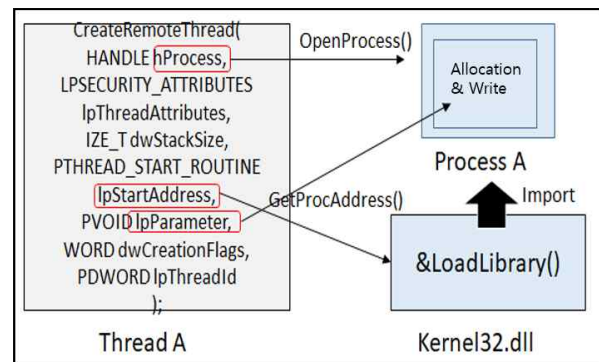 CreateRemoteThread(
HANDLE hProcess,
LPSECURITY_ATTRIBUTES
lpThreadAttributes,
IZE_T dwStackSize,
PTHREAD_START_ROUTINE
lpStartAddress,
PVOID lpParameter,
WORD dwCreationFlags,
PDWORD lpThreadId
);
Thread A
OpenProcess()
GetProcAddress()
Allocation
& Write
Process A
Import
&LoadLibrary()
Kernel32.dll